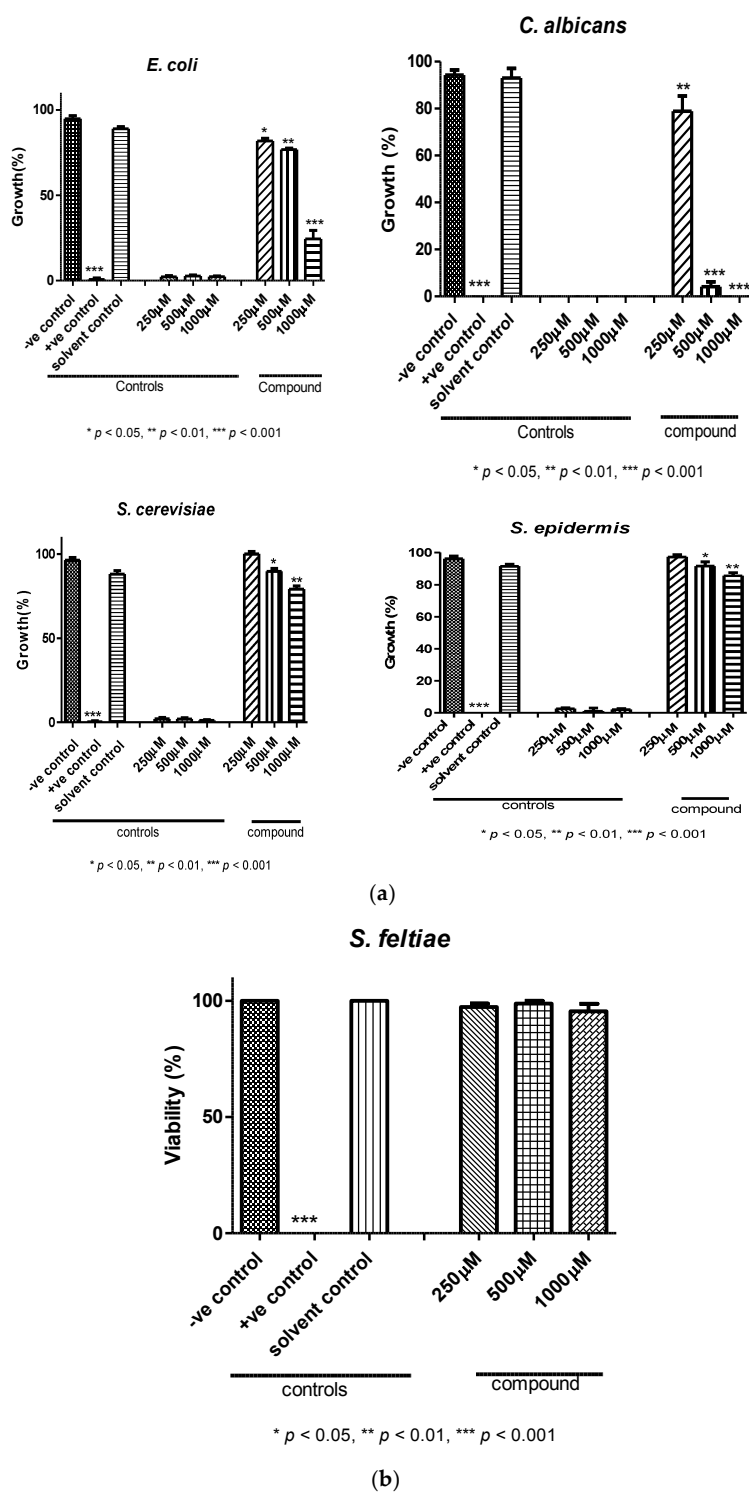 E. coli
Growth(%)
100
50
0
***
*
**
***
-ve control
+ve control
solvent control
250µM
500µM
1000µM
250µM
500µM
1000µM
Controls
Compound
* p < 0.05, ** p < 0.01, *** p < 0.001
C. albicans
Growth (%)
100
80
60
40
20
0
***
**
***
***
-ve control
+ve control
solvent control
250µM
500µM
1000µM
250µM
500µM
1000µM
Controls
compound
* p < 0.05, ** p < 0.01, *** p < 0.001
S. cerevisiae
Growth(%)
100
50
0
***
*
**
-ve control
+ve control
solvent control
250µM
500µM
1000µM
250µM
500µM
1000µM
controls
compound
* p < 0.05, ** p < 0.01, *** p < 0.001
S. epidermis
Growth (%)
100
80
60
40
20
0
***
*
**
-ve control
+ve control
solvent control
250µM
500µM
1000µM
250µM
500µM
1000µM
controls
compound
* p < 0.05, ** p < 0.01, *** p < 0.001
(a)
S. feltiae
Viability (%)
100
50
0
***
-ve control
+ve control
solvent control
250µM
500µM
1000µM
controls
compound
* p < 0.05, ** p < 0.01, *** p < 0.001
(b)